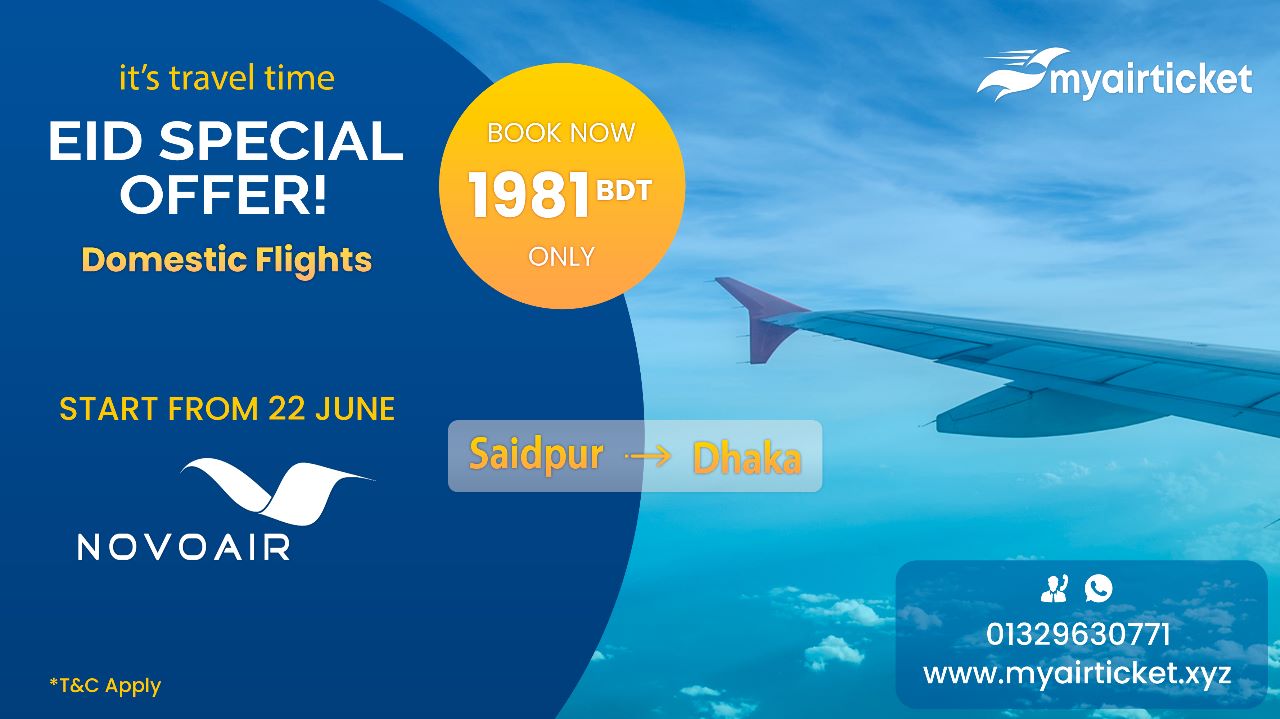 it's travel time
EID SPECIAL
OFFER!
Domestic Flights
BOOK NOW
1981 BDT
ONLY
myairticket
START FROM 22 JUNE
Saidpur → Dhaka
NOVOAIR
01329630771
www.myairticket.xyz
*T&C Apply